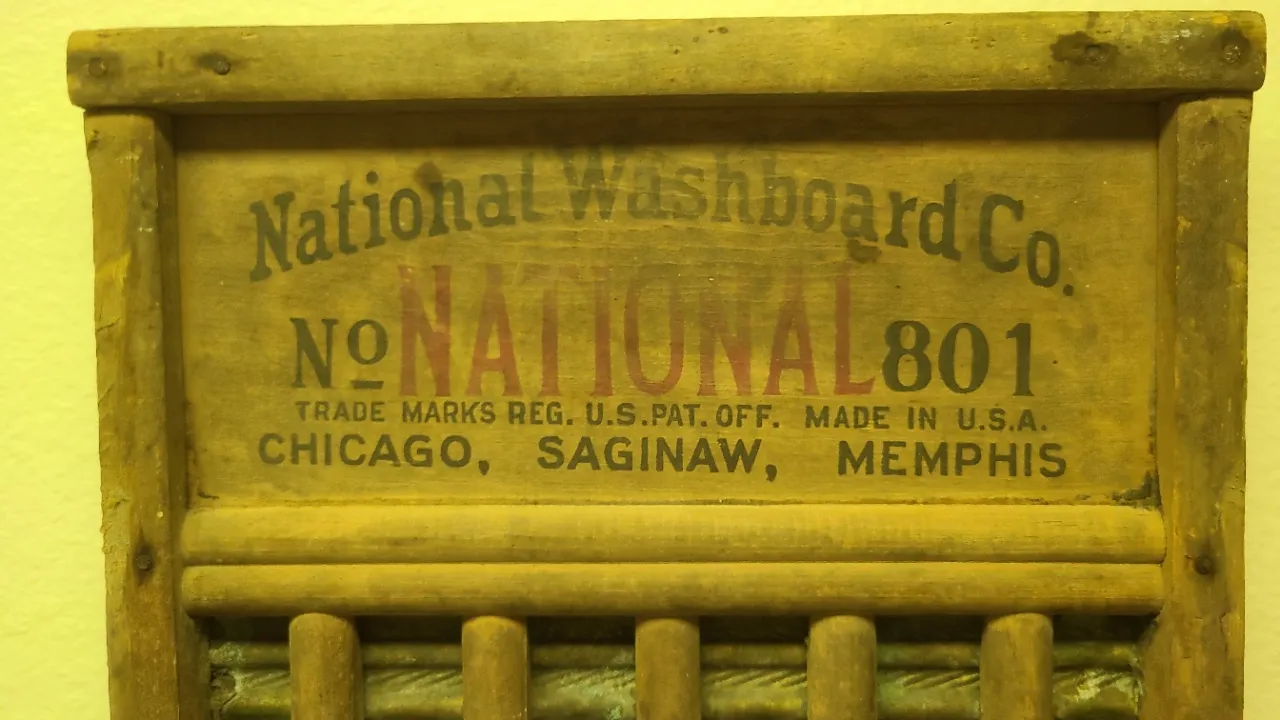 National Washboard Co.
No NATIONAL 801
TRADE MARKS REG. U.S. PAT. OFF. MADE IN U.S.A.
CHICAGO, SAGINAW, MEMPHIS